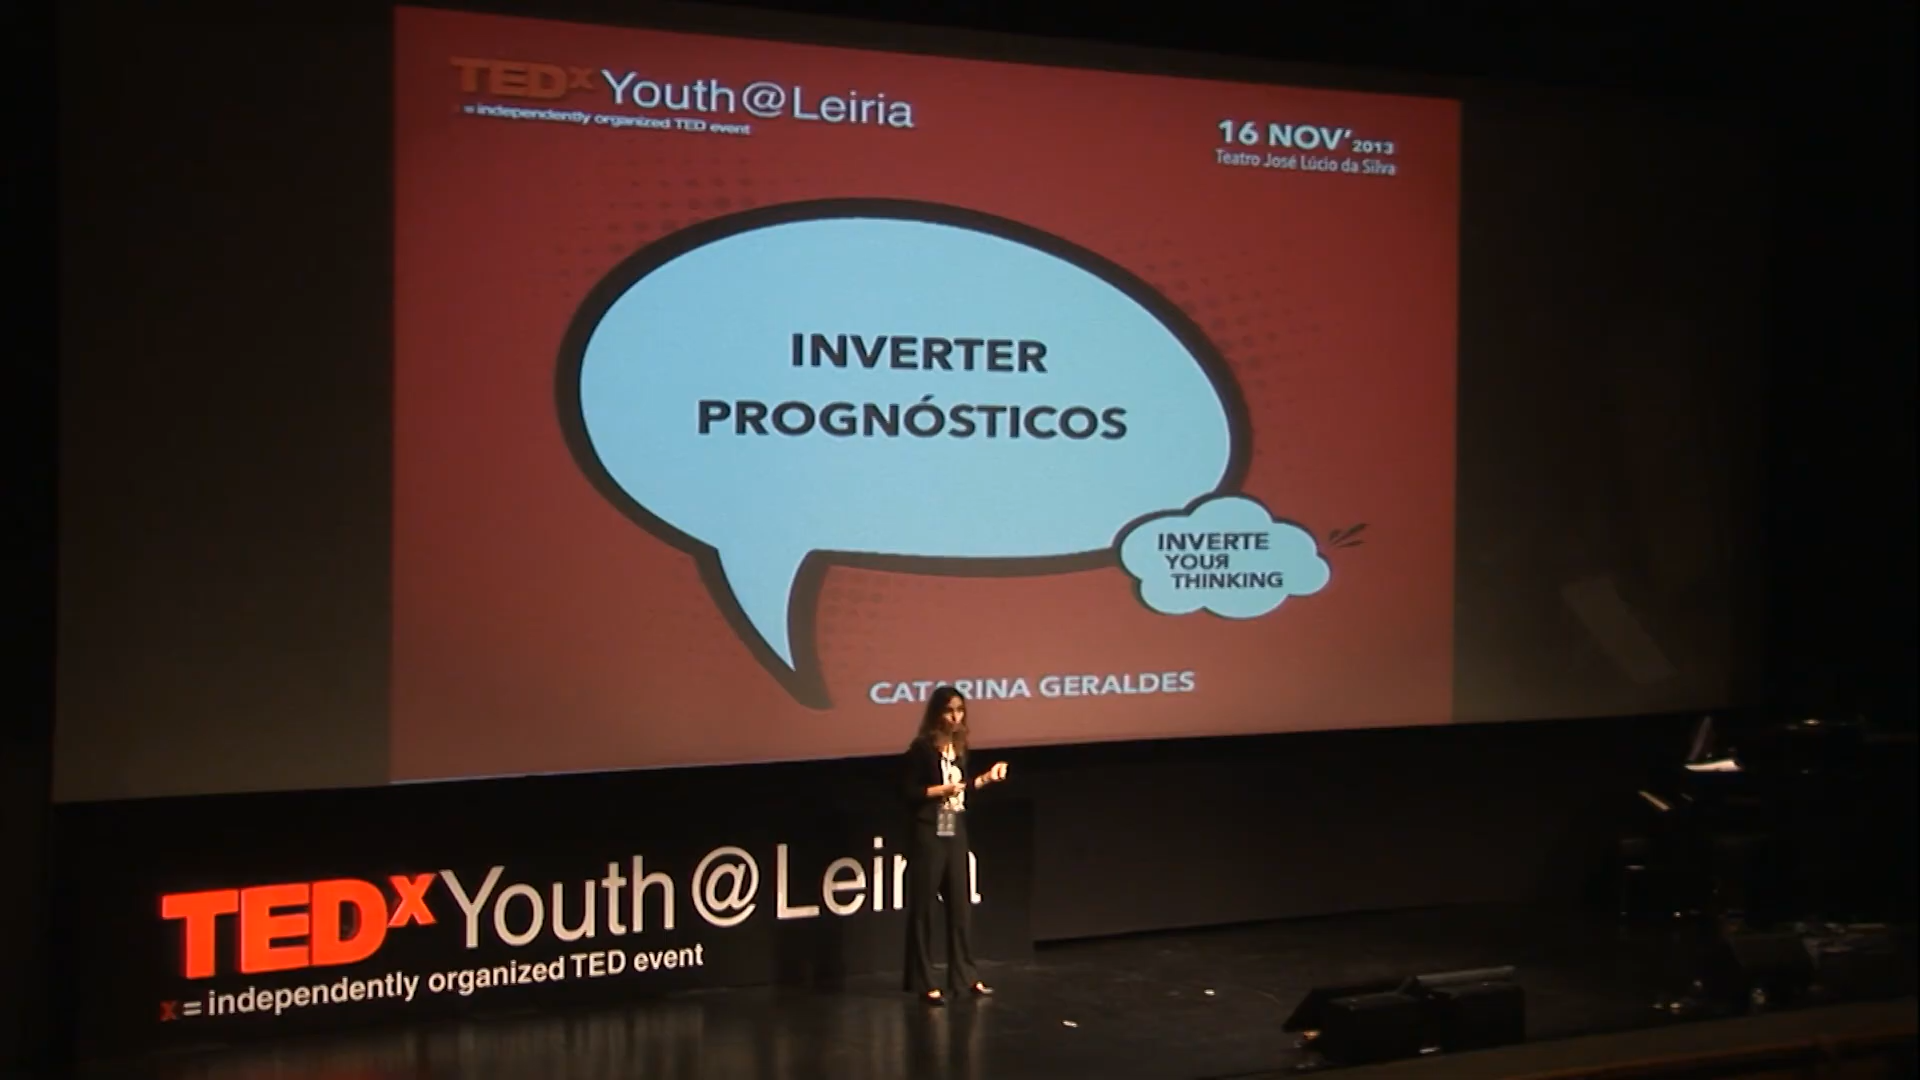 TEDx Youth@Leiria
x = independently organized TED event
16 NOV' 2013
Teatro José Lúcio da Silva
INVERTER
PROGNÓSTICOS
INVERTE
YOUR
THINKING
CATARINA GERALDES
TEDx Youth@Leiria
x = independently organized TED event